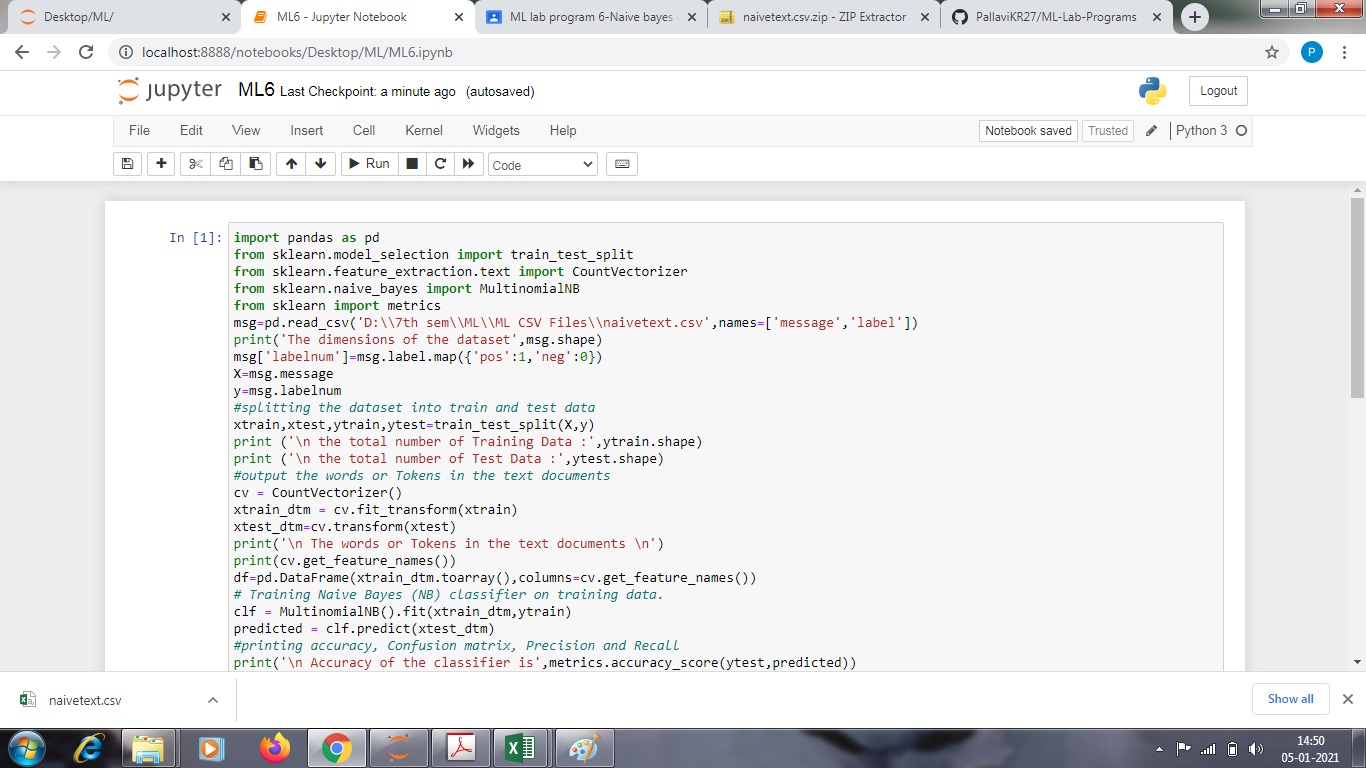 Desktop/ML/
ML6 - Jupyter Notebook
ML lab program 6-Naive bayes
naivetext.csv.zip - ZIP Extractor
PallaviKR27/ML-Lab-Programs
localhost:8888/notebooks/Desktop/ML/ML6.ipynb
P
jupyter ML6 Last Checkpoint: a minute ago (autosaved)
Logout
File Edit View Insert Cell Kernel Widgets Help
Notebook saved Trusted Python 3
Run Code
In [1]:
import pandas as pd
from sklearn.model_selection import train_test_split
from sklearn.feature_extraction.text import CountVectorizer
from sklearn.naive_bayes import MultinomialNB
from sklearn import metrics
msg=pd.read_csv('D:\\7th sem\\ML\\ML CSV Files\\naivetext.csv',names=['message','label'])
print('The dimensions of the dataset',msg.shape)
msg['labelnum']=msg.label.map({'pos':1,'neg':0})
X=msg.message
y=msg.labelnum
#splitting the dataset into train and test data
xtrain,xtest,ytrain,ytest=train_test_split(X,y)
print ('\n the total number of Training Data :',ytrain.shape)
print ('\n the total number of Test Data :',ytest.shape)
#output the words or Tokens in the text documents
cv = CountVectorizer()
xtrain_dtm = cv.fit_transform(xtrain)
xtest_dtm=cv.transform(xtest)
print('\n The words or Tokens in the text documents \n')
print(cv.get_feature_names())
df=pd.DataFrame(xtrain_dtm.toarray(),columns=cv.get_feature_names())
# Training Naive Bayes (NB) classifier on training data.
clf = MultinomialNB().fit(xtrain_dtm,ytrain)
predicted = clf.predict(xtest_dtm)
#printing accuracy, Confusion matrix, Precision and Recall
print('\n Accuracy of the classifier is',metrics.accuracy_score(ytest,predicted))
naivetext.csv
Show all
14:50
05-01-2021